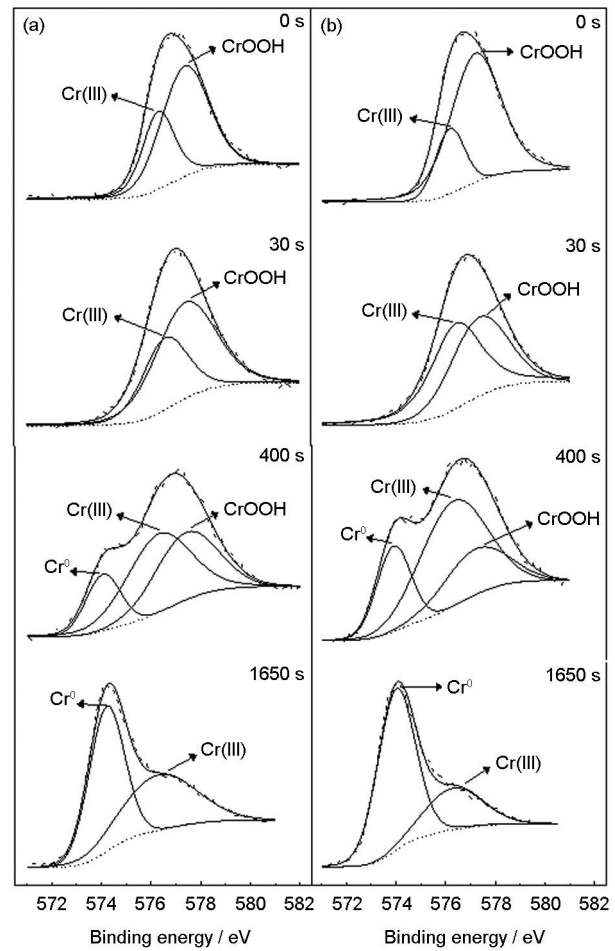 (a) 0 s
CrOOH
Cr(III)
30 s
CrOOH
Cr(III)
400 s
Cr(III)
CrOOH
Cr⁰
1650 s
Cr⁰
Cr(III)
572 574 576 578 580 582
Binding energy / eV
(b) 0 s
CrOOH
Cr(III)
30 s
CrOOH
Cr(III)
400 s
Cr(III)
CrOOH
Cr⁰
1650 s
Cr⁰
Cr(III)
572 574 576 578 580 582
Binding energy / eV